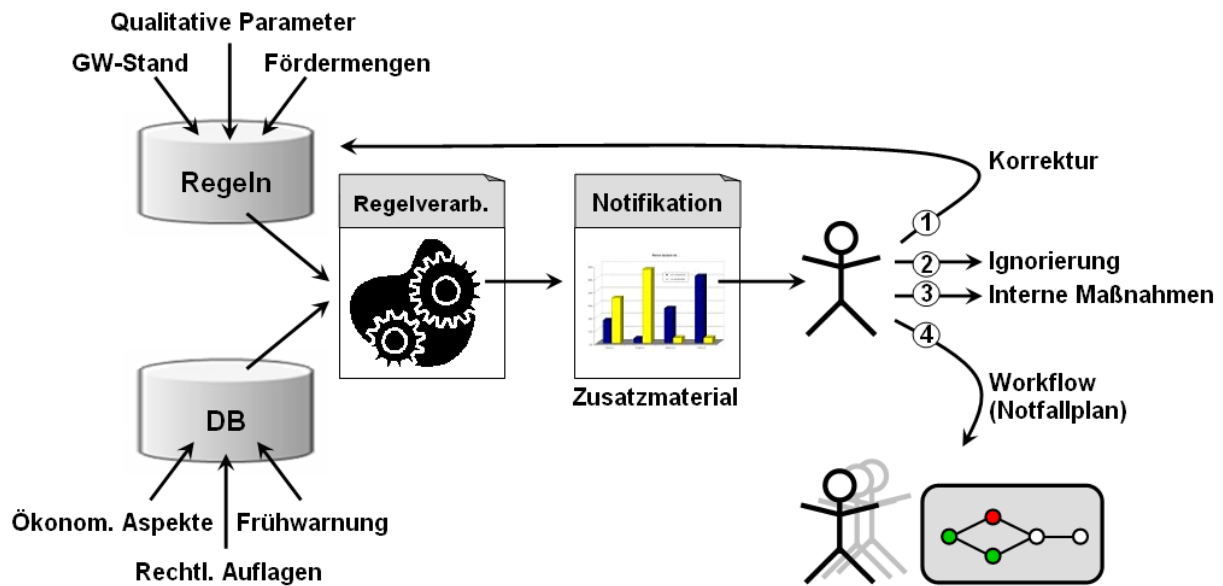 Qualitative Parameter
GW-Stand
Fördermengen
Regeln
Regelverarb.
Notifikation
Zusatzmaterial
DB
Ökonom. Aspekte
Frühwarnung
Rechtl. Auflagen
1
Korrektur
2
Ignorierung
3
Interne Maßnahmen
4
Workflow
(Notfallplan)